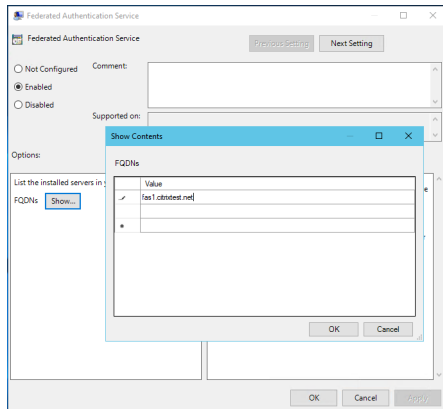 Federated Authentication Service
Federated Authentication Service
Previous Setting
Next Setting
Not Configured
Comment:
Enabled
Disabled
Supported on:
Show Contents
Options:
FQDNs
Value
List the installed servers in
FQDNs
Show...
fas1.citrixtest.net
OK
Cancel
OK
Cancel
Apply